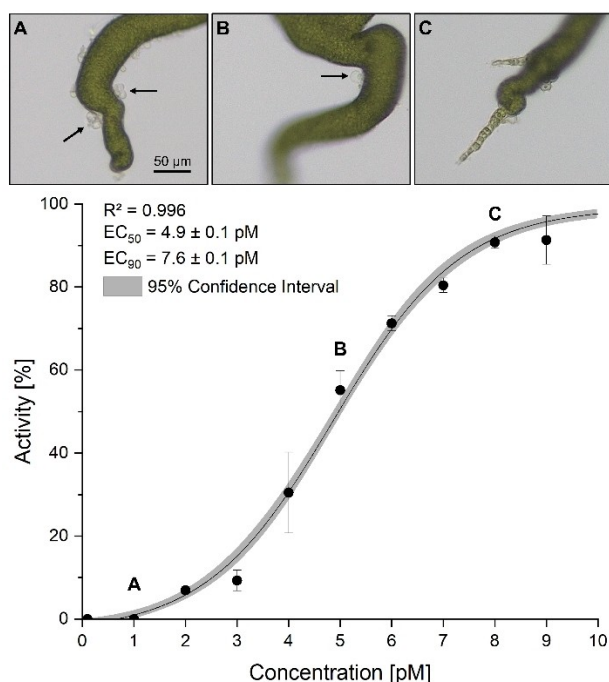 A
B
C
50 µm
R² = 0.996
EC₅₀ = 4.9 ± 0.1 pM
EC₉₀ = 7.6 ± 0.1 pM
95% Confidence Interval
100
80
60
40
20
0
Activity [%]
A
B
C
0 1 2 3 4 5 6 7 8 9 10
Concentration [pM]